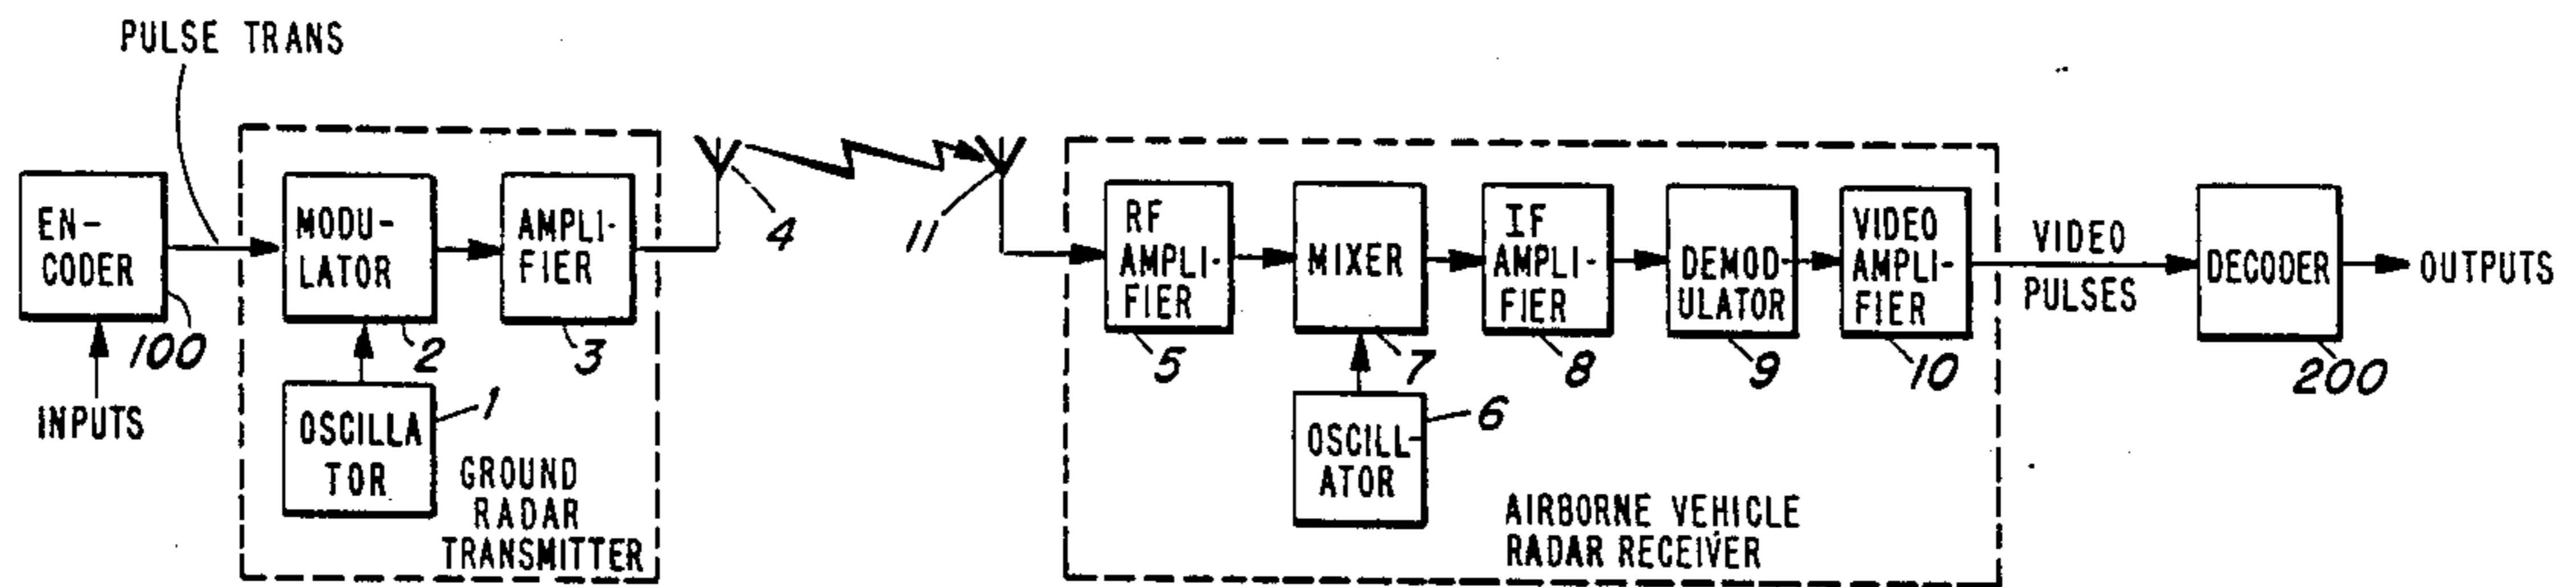 PULSE TRANS
EN-
CODER
100
INPUTS
MODU-
LATOR
2
AMPLI-
FIER
3
OSCILLA
TOR
1
GROUND
RADAR
TRANSMITTER
4
11
RF
AMPLI-
FIER
5
MIXER
7
OSCILL-
ATOR
6
IF
AMPLI-
FIER
8
DEMOD-
ULATOR
9
VIDEO
AMPLI-
FIER
10
AIRBORNE VEHICLE
RADAR RECEIVER
VIDEO
PULSES
DECODER
200
OUTPUTS